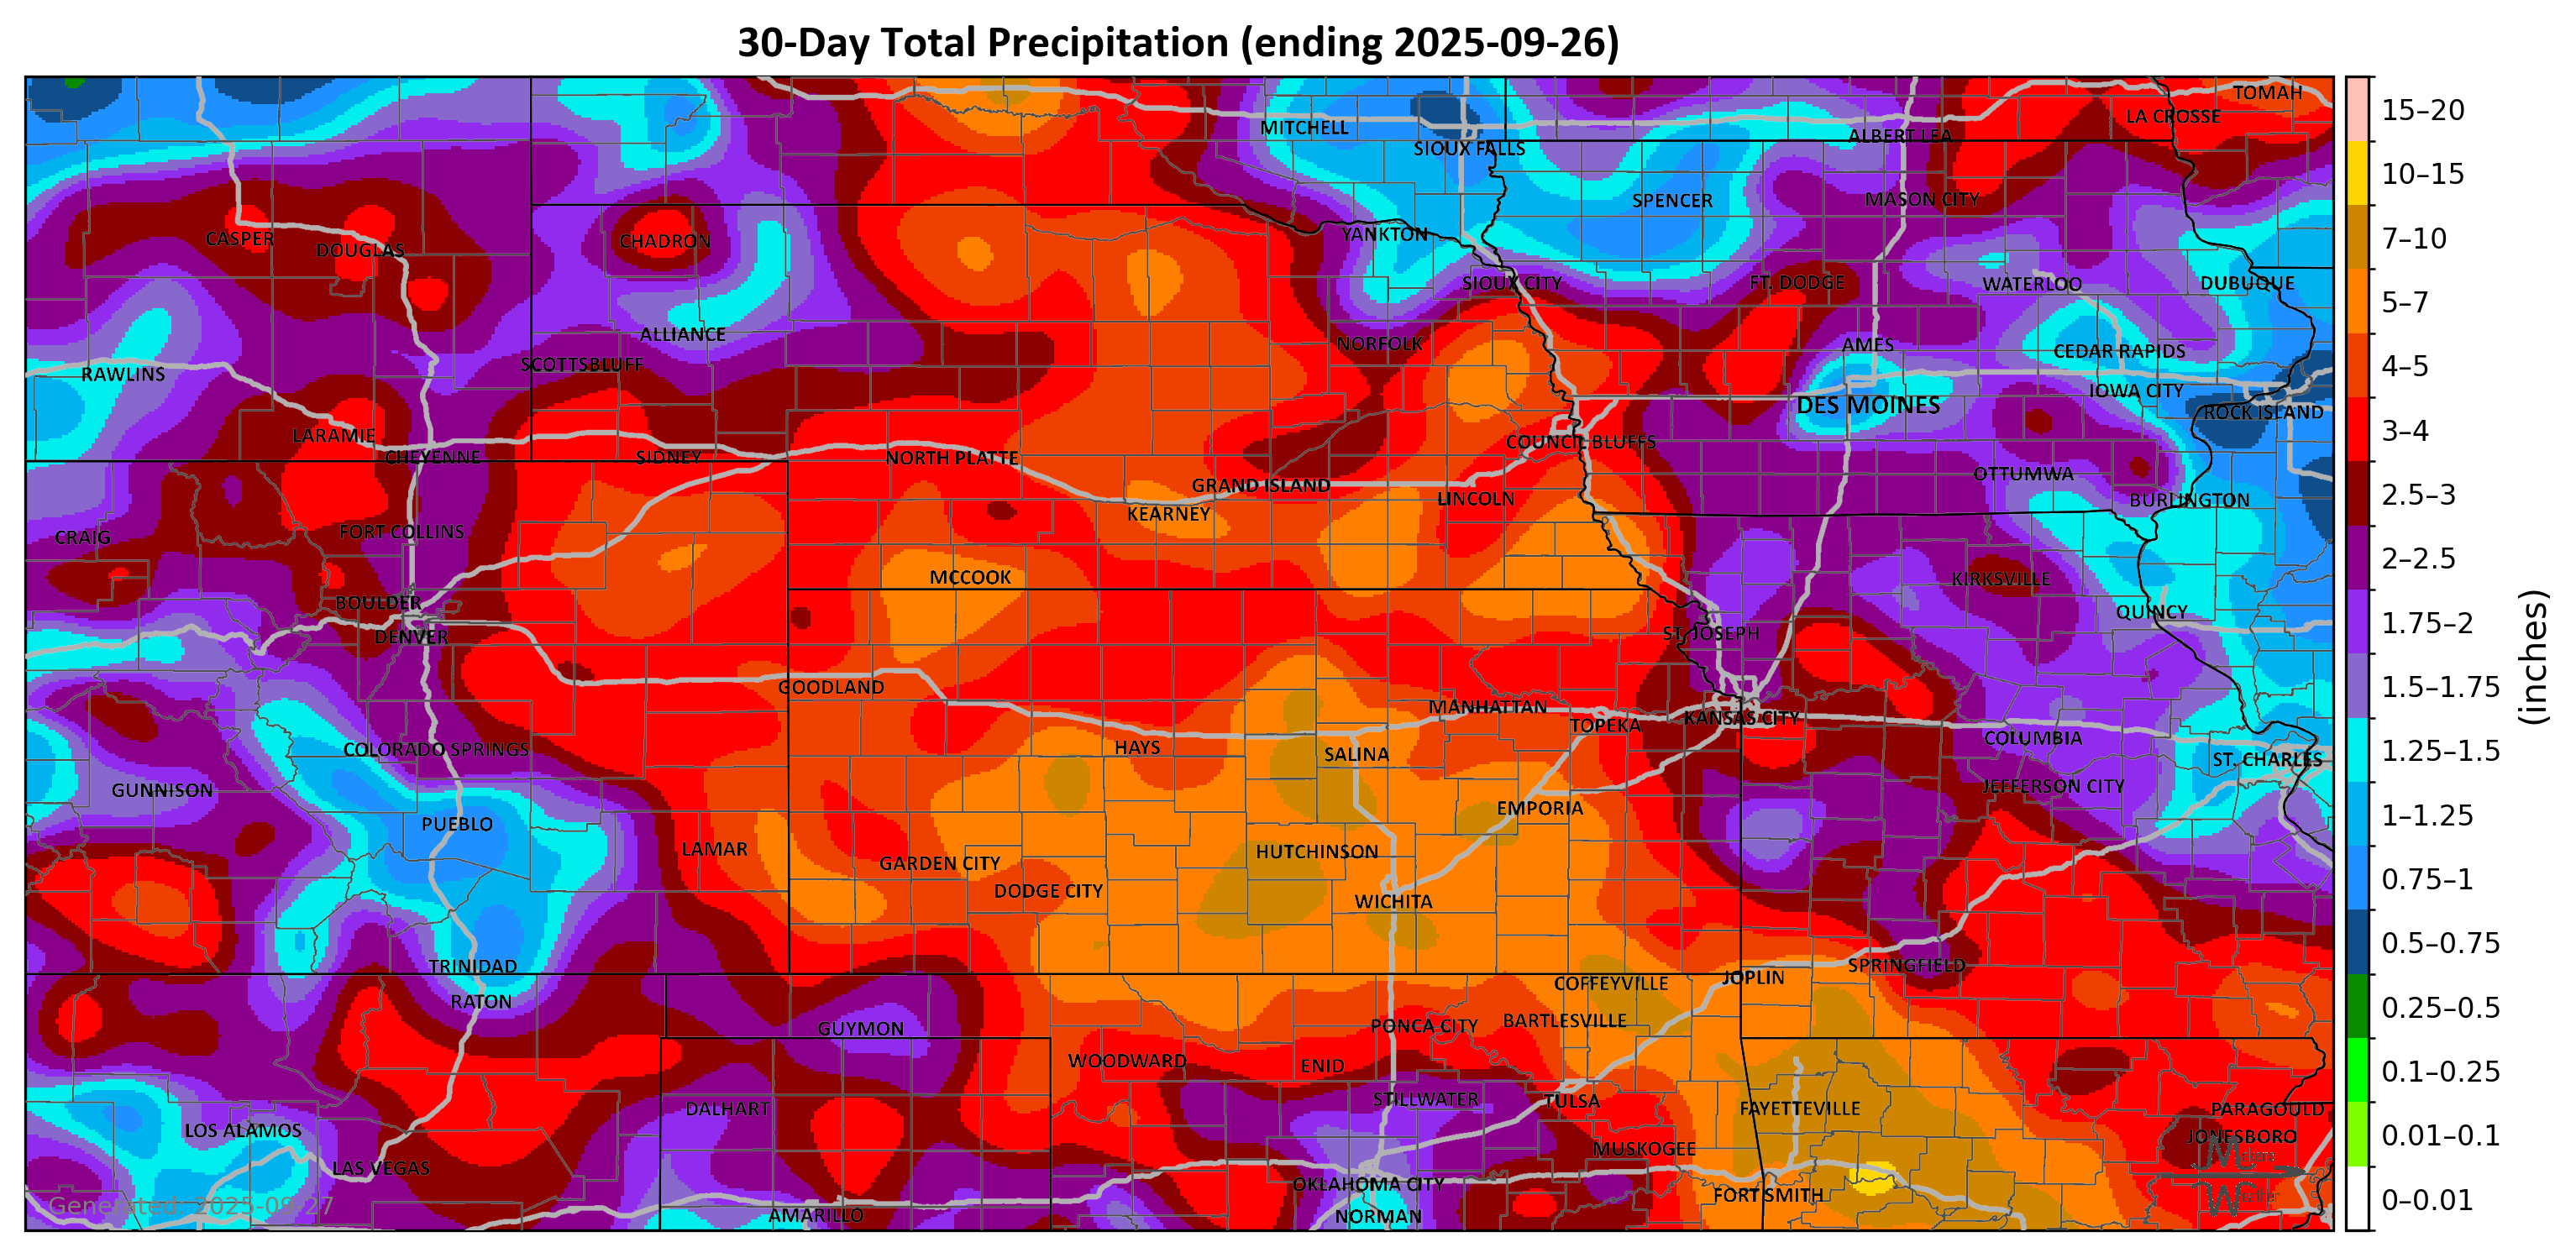 30-Day Total Precipitation (ending 2025-09-26)
TOMAH
LA CROSSE
MITCHELL
ALBERT LEA
SIOUX FALLS
SPENCER
MASON CITY
CASPER
DOUGLAS
CHADRON
YANKTON
SIOUX CITY
FT. DODGE
WATERLOO
DUBUQUE
ALLIANCE
NORFOLK
AMES
CEDAR RAPIDS
SCOTTSBLUFF
RAWLINS
IOWA CITY
DES MOINES
ROCK ISLAND
LARAMIE
COUNCIL BLUFFS
CHEYENNE
SIDNEY
NORTH PLATTE
OTTUMWA
GRAND ISLAND
LINCOLN
BURLINGTON
KEARNEY
CRAIG
FORT COLLINS
MCCOOK
KIRKSVILLE
BOULDER
QUINCY
DENVER
ST. JOSEPH
GOODLAND
MANHATTAN
TOPEKA
KANSAS CITY
COLUMBIA
COLORADO SPRINGS
HAYS
SALINA
ST. CHARLES
GUNNISON
JEFFERSON CITY
EMPORIA
PUEBLO
LAMAR
HUTCHINSON
GARDEN CITY
DODGE CITY
WICHITA
TRINIDAD
SPRINGFIELD
JOPLIN
COFFEYVILLE
RATON
GUYMON
PONCA CITY
BARTLESVILLE
WOODWARD
ENID
STILLWATER
TULSA
DALHART
FAYETTEVILLE
PARAGOULD
LOS ALAMOS
JONESBORO
MUSKOGEE
LAS VEGAS
OKLAHOMA CITY
FORT SMITH
AMARILLO
NORMAN
Generated: 2025-09-27
15–20
10–15
7–10
5–7
4–5
3–4
2.5–3
2–2.5
1.75–2
1.5–1.75
1.25–1.5
1–1.25
0.75–1
0.5–0.75
0.25–0.5
0.1–0.25
0.01–0.1
0–0.01
(inches)